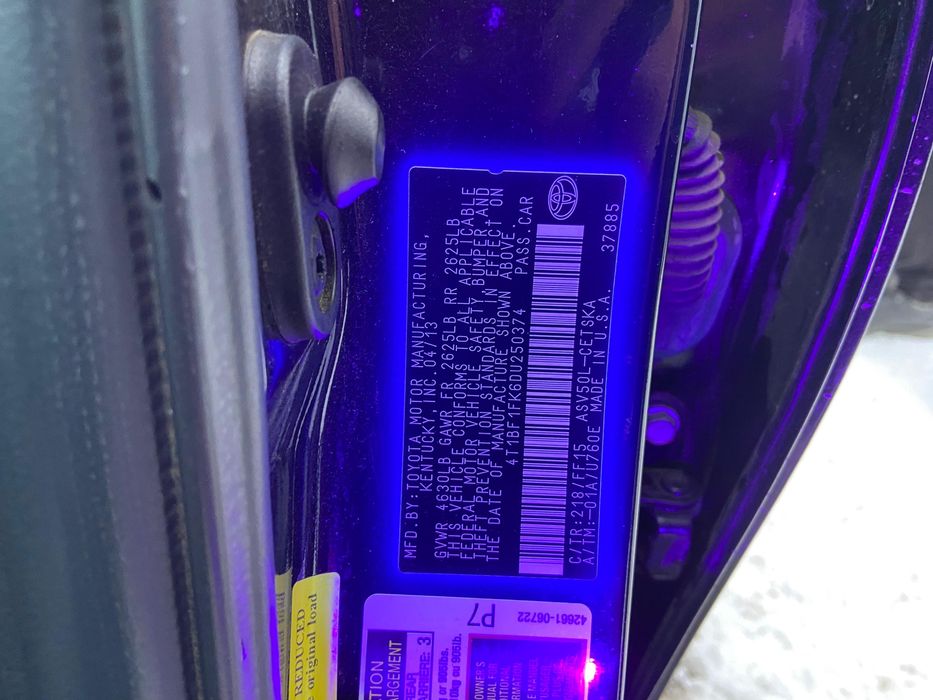 MFD.BY:TOYOTA MOTOR MANUFACTURING,
KENTUCKY,INC. 04/13
GVWR 4630LB GAWR FR 2625LB RR 2625LB
THIS VEHICLE CONFORMS TO ALL APPLICABLE
FEDERAL MOTOR VEHICLE SAFETY, BUMPER,AND
THEFT PREVENTION STANDARDS IN EFFECT ON
THE DATE OF MANUFACTURE SHOWN ABOVE.
4T1BF1FK6DU250374 PASS.CAR
C/TR:218/FF15 ASV50L-CETSKA
A/TM:-01A/U760E MADE IN U.S.A.
37885
REDUCED
original load
P7
42661-06722
3